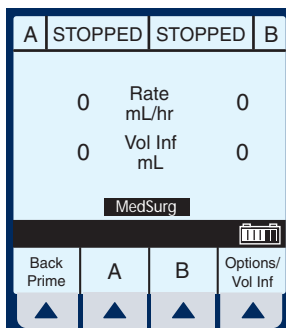 A STOPPED STOPPED B
0 Rate mL/hr 0
0 Vol Inf mL 0
MedSurg
Back Prime A B Options/ Vol Inf